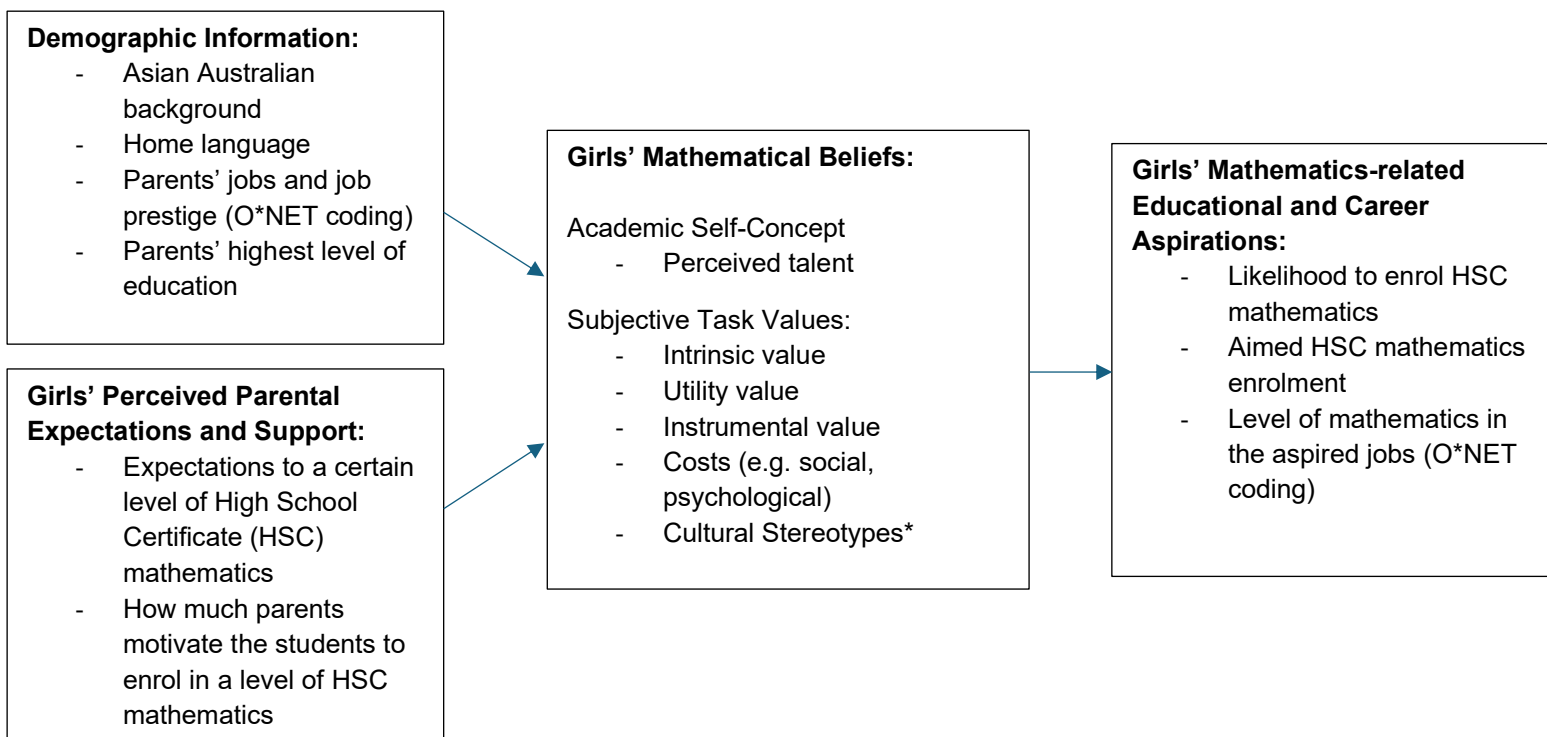 Demographic Information:
- Asian Australian
background
- Home language
- Parents' jobs and job
prestige (O*NET coding)
- Parents' highest level of
education
Girls' Perceived Parental
Expectations and Support:
- Expectations to a certain
level of High School
Certificate (HSC)
mathematics
- How much parents
motivate the students to
enrol in a level of HSC
mathematics
Girls' Mathematical Beliefs:
Academic Self-Concept
- Perceived talent
Subjective Task Values:
- Intrinsic value
- Utility value
- Instrumental value
- Costs (e.g. social,
psychological)
- Cultural Stereotypes*
Girls' Mathematics-related
Educational and Career
Aspirations:
- Likelihood to enrol HSC
mathematics
- Aimed HSC mathematics
enrolment
- Level of mathematics in
the aspired jobs (O*NET
coding)